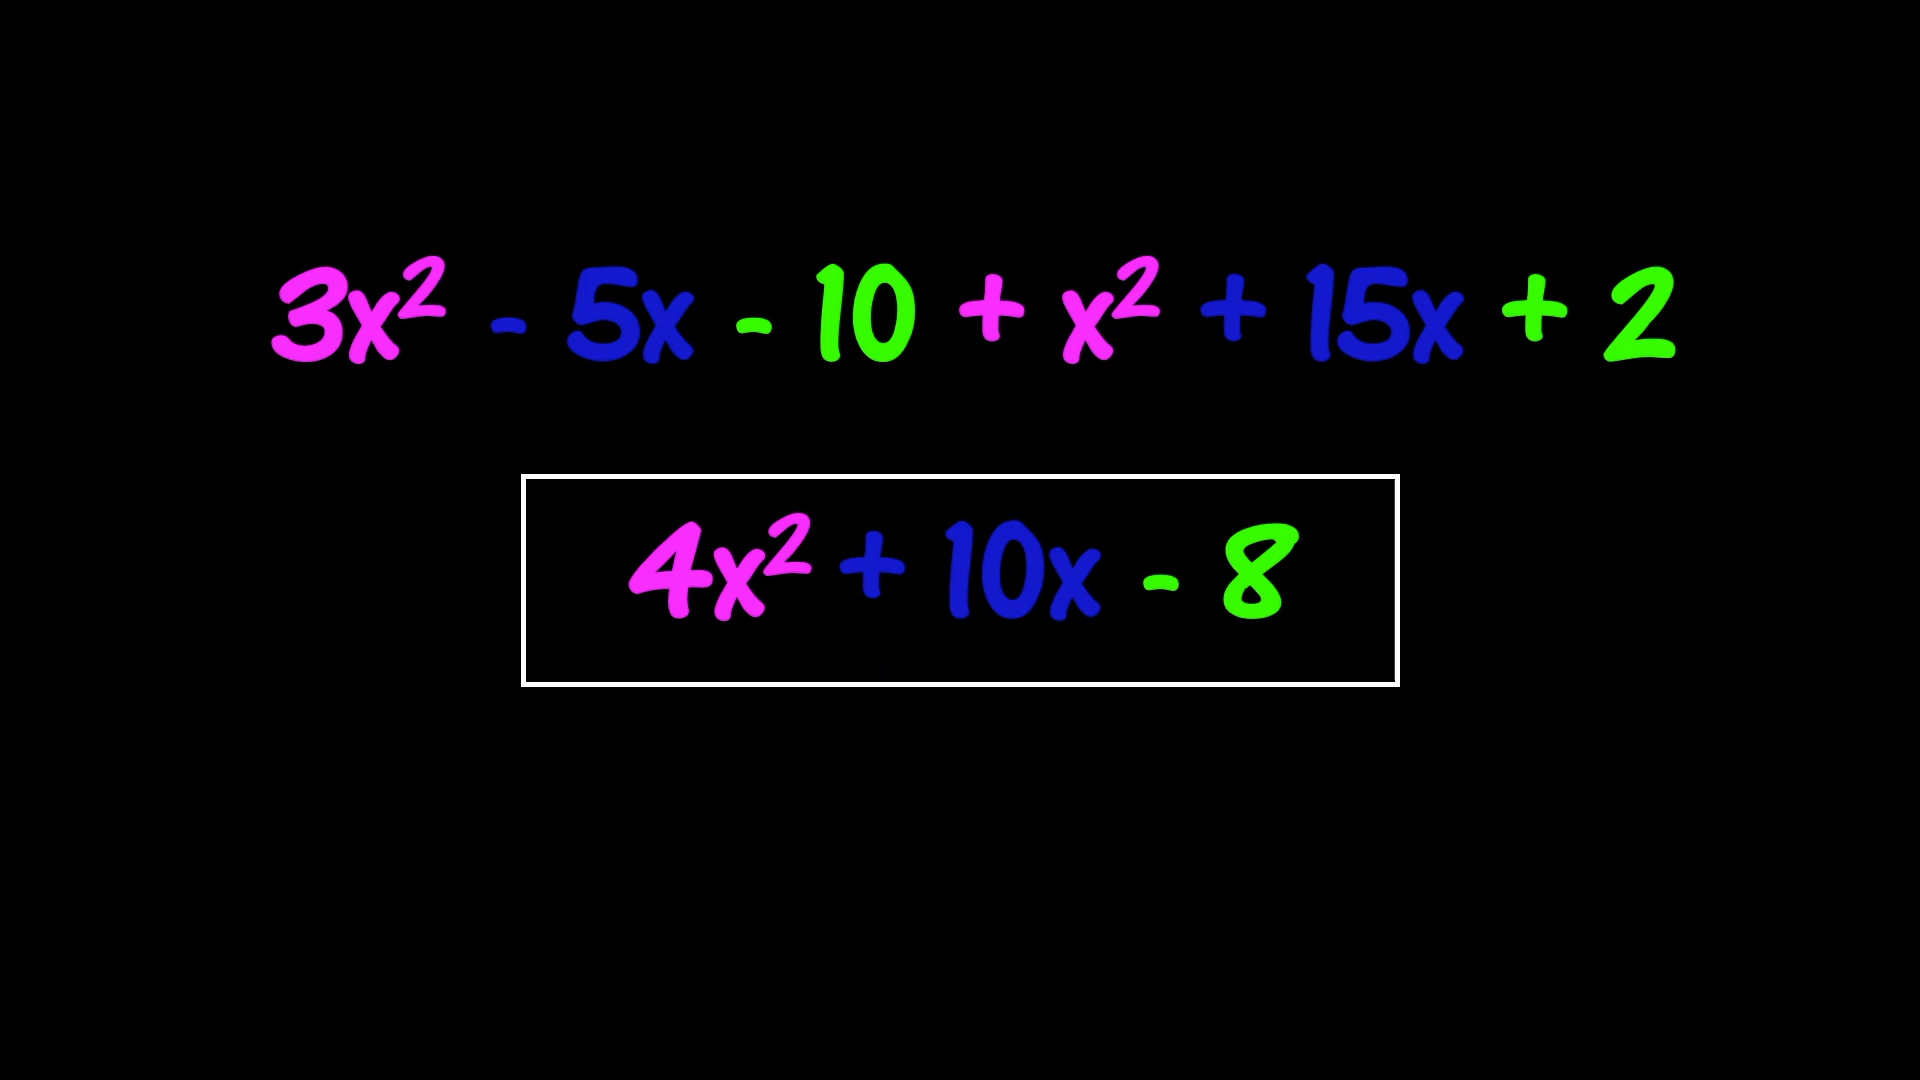 3x² - 5x - 10 + x² + 15x + 2
4x² + 10x - 8